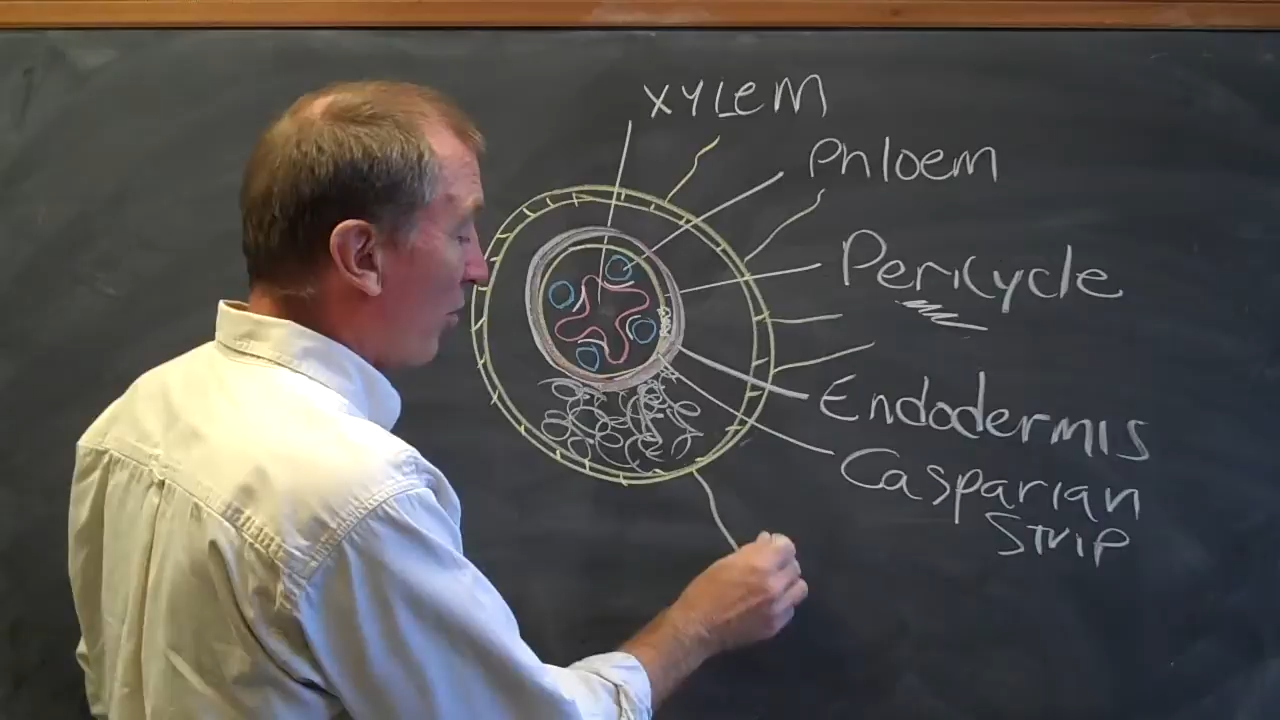 xylem
Phloem
Pericycle
Endodermis
Casparian
Strip